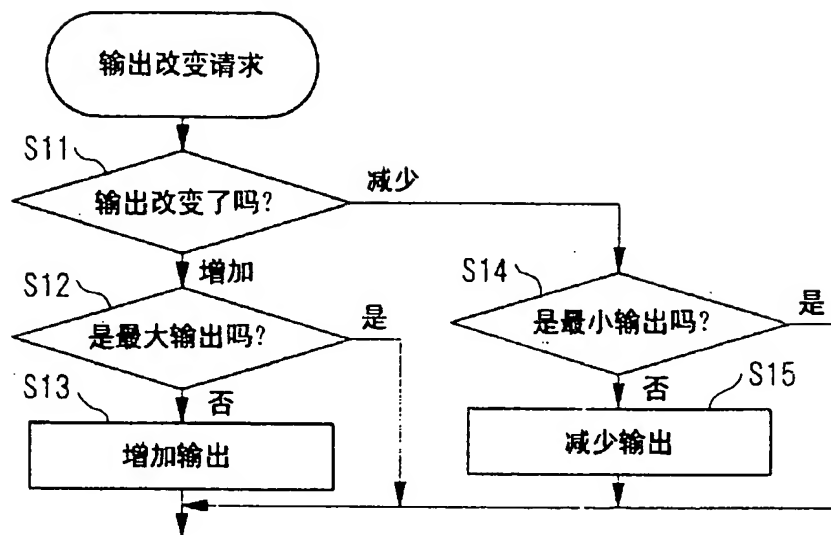 输出改变请求
S11
输出改变了吗?
减少
增加
S12
是最大输出吗?
是
S14
是最小输出吗?
是
S13
否
增加输出
否
S15
减少输出